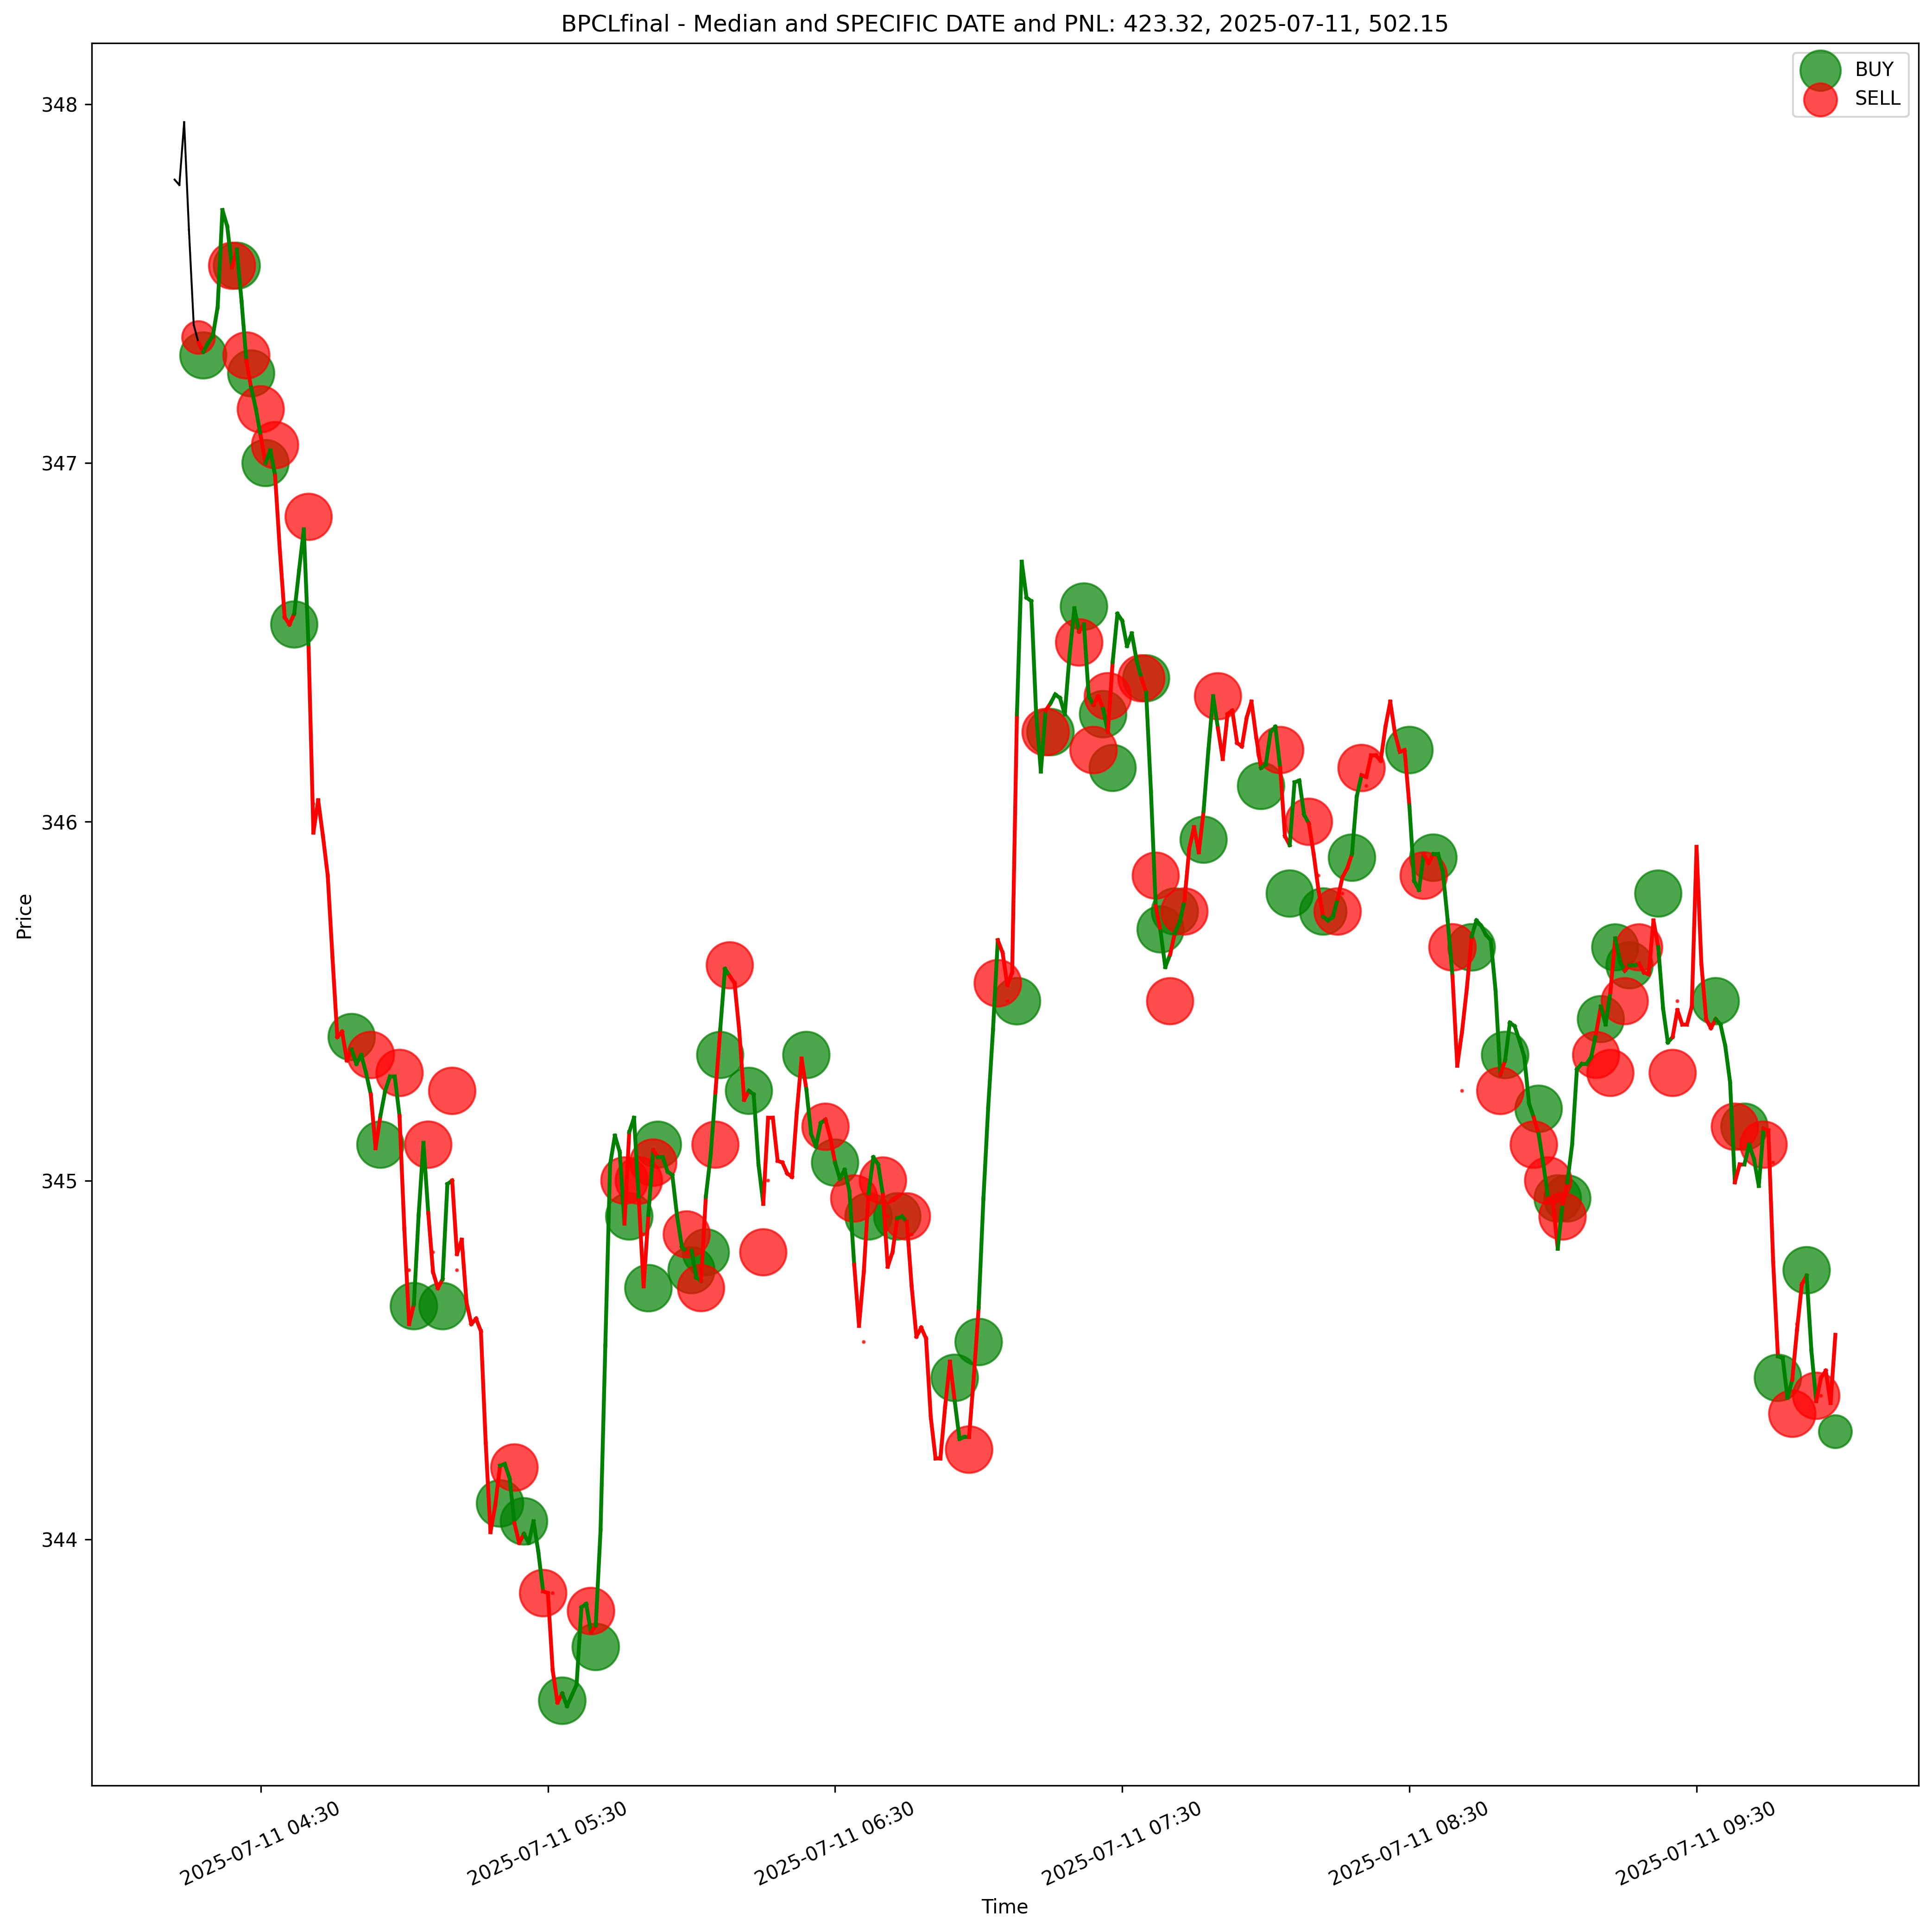 BPCLfinal - Median and SPECIFIC DATE and PNL: 423.32, 2025-07-11, 502.15
BUY
SELL
348
347
346
345
344
Price
2025-07-11 04:30
2025-07-11 05:30
2025-07-11 06:30
2025-07-11 07:30
2025-07-11 08:30
2025-07-11 09:30
Time